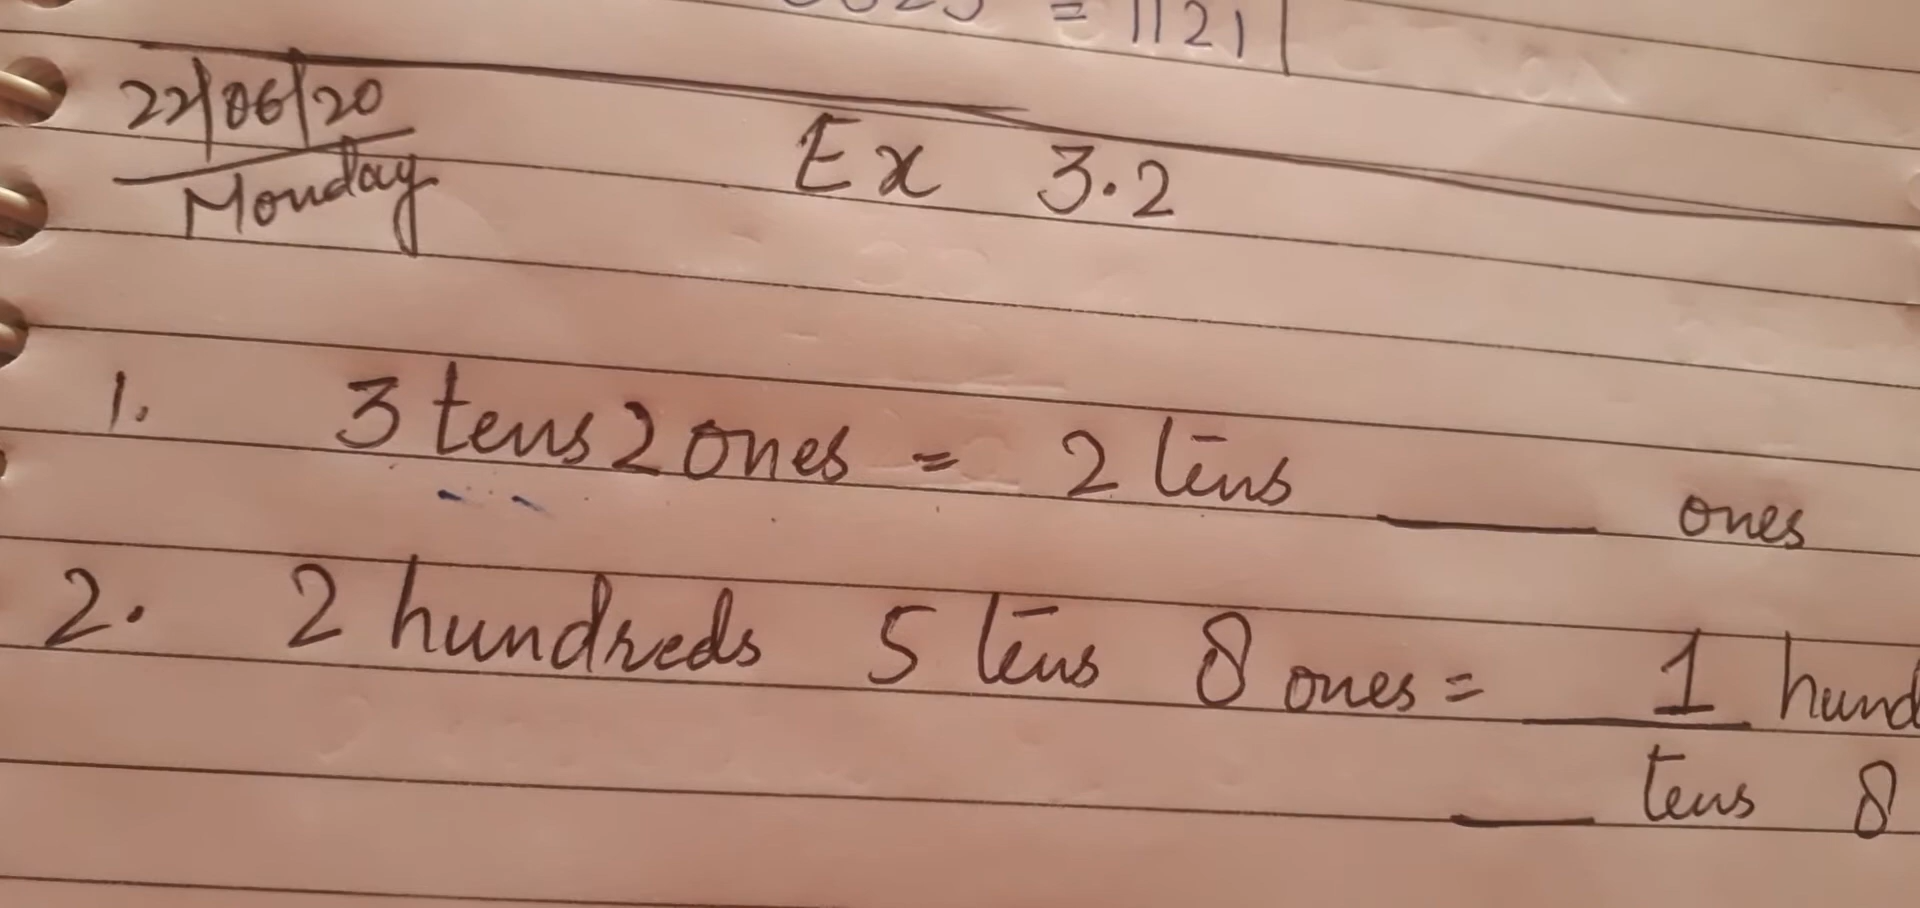 = 1121
22/06/20
Monday
Ex 3.2
1. 3 tens 2 ones = 2 tens ____ ones
2. 2 hundreds 5 tens 8 ones = 1 hund
____ tens 8